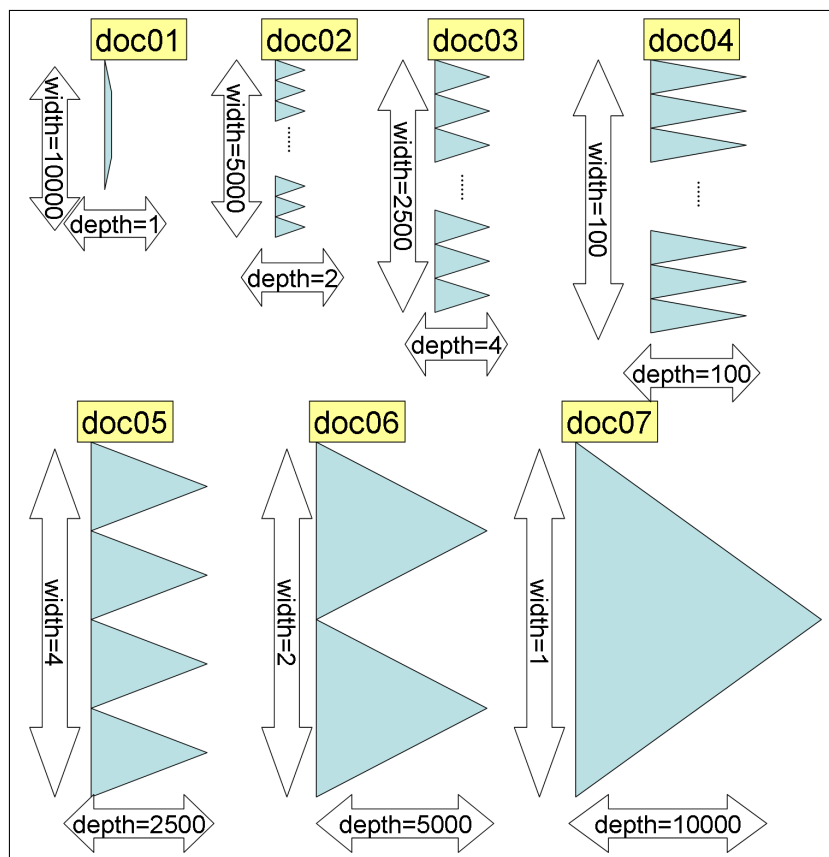 doc01
doc02
doc03
doc04
width=10000
width=5000
width=2500
width=100
depth=1
depth=2
depth=4
depth=100
doc05
doc06
doc07
width=4
width=2
width=1
depth=2500
depth=5000
depth=10000